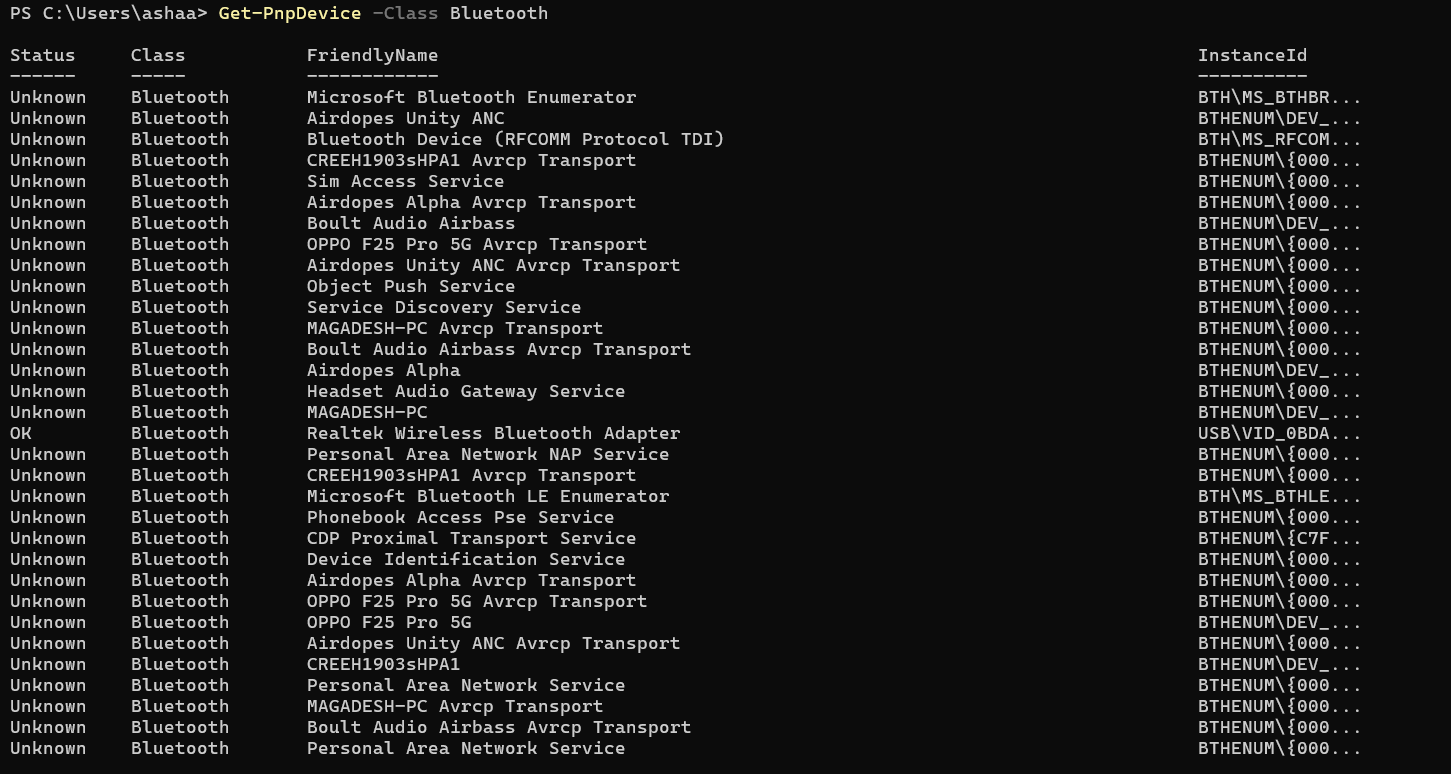 PS C:\Users\ashaa> Get-PnpDevice -Class Bluetooth
Status Class FriendlyName InstanceId
------ ----- ------------ ----------
Unknown Bluetooth Microsoft Bluetooth Enumerator BTH\MS_BTHBR...
Unknown Bluetooth Airdopes Unity ANC BTHENUM\DEV_...
Unknown Bluetooth Bluetooth Device (RFCOMM Protocol TDI) BTH\MS_RFCOM...
Unknown Bluetooth CREEH1903sHPA1 Avrcp Transport BTHENUM\{000...
Unknown Bluetooth Sim Access Service BTHENUM\{000...
Unknown Bluetooth Airdopes Alpha Avrcp Transport BTHENUM\{000...
Unknown Bluetooth Boult Audio Airbass BTHENUM\DEV_...
Unknown Bluetooth OPPO F25 Pro 5G Avrcp Transport BTHENUM\{000...
Unknown Bluetooth Airdopes Unity ANC Avrcp Transport BTHENUM\{000...
Unknown Bluetooth Object Push Service BTHENUM\{000...
Unknown Bluetooth Service Discovery Service BTHENUM\{000...
Unknown Bluetooth MAGADESH-PC Avrcp Transport BTHENUM\{000...
Unknown Bluetooth Boult Audio Airbass Avrcp Transport BTHENUM\{000...
Unknown Bluetooth Airdopes Alpha BTHENUM\DEV_...
Unknown Bluetooth Headset Audio Gateway Service BTHENUM\{000...
Unknown Bluetooth MAGADESH-PC BTHENUM\DEV_...
OK Bluetooth Realtek Wireless Bluetooth Adapter USB\VID_0BDA...
Unknown Bluetooth Personal Area Network NAP Service BTHENUM\{000...
Unknown Bluetooth CREEH1903sHPA1 Avrcp Transport BTHENUM\{000...
Unknown Bluetooth Microsoft Bluetooth LE Enumerator BTH\MS_BTHLE...
Unknown Bluetooth Phonebook Access Pse Service BTHENUM\{000...
Unknown Bluetooth CDP Proximal Transport Service BTHENUM\{C7F...
Unknown Bluetooth Device Identification Service BTHENUM\{000...
Unknown Bluetooth Airdopes Alpha Avrcp Transport BTHENUM\{000...
Unknown Bluetooth OPPO F25 Pro 5G Avrcp Transport BTHENUM\{000...
Unknown Bluetooth OPPO F25 Pro 5G BTHENUM\DEV_...
Unknown Bluetooth Airdopes Unity ANC Avrcp Transport BTHENUM\{000...
Unknown Bluetooth CREEH1903sHPA1 BTHENUM\DEV_...
Unknown Bluetooth Personal Area Network Service BTHENUM\{000...
Unknown Bluetooth MAGADESH-PC Avrcp Transport BTHENUM\{000...
Unknown Bluetooth Boult Audio Airbass Avrcp Transport BTHENUM\{000...
Unknown Bluetooth Personal Area Network Service BTHENUM\{000...